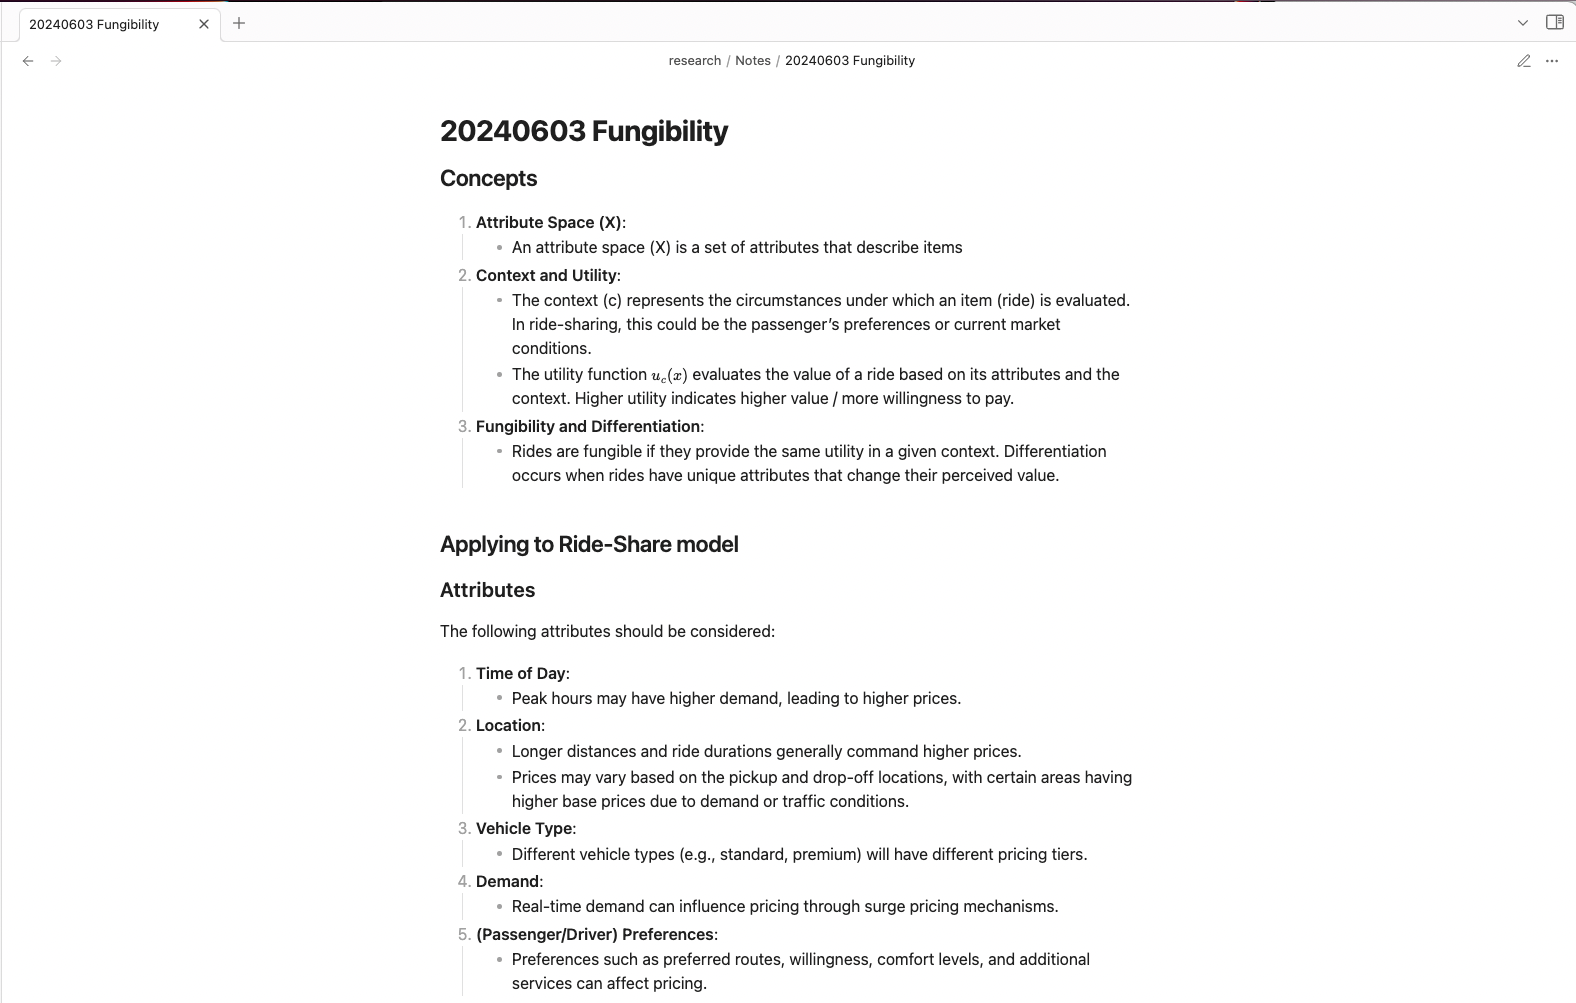 20240603 Fungibility
research / Notes / 20240603 Fungibility
20240603 Fungibility
Concepts
1. Attribute Space (X):
• An attribute space (X) is a set of attributes that describe items
2. Context and Utility:
• The context (c) represents the circumstances under which an item (ride) is evaluated.
In ride-sharing, this could be the passenger’s preferences or current market
conditions.
• The utility function u_c(x) evaluates the value of a ride based on its attributes and the
context. Higher utility indicates higher value / more willingness to pay.
3. Fungibility and Differentiation:
• Rides are fungible if they provide the same utility in a given context. Differentiation
occurs when rides have unique attributes that change their perceived value.
Applying to Ride-Share model
Attributes
The following attributes should be considered:
1. Time of Day:
• Peak hours may have higher demand, leading to higher prices.
2. Location:
• Longer distances and ride durations generally command higher prices.
• Prices may vary based on the pickup and drop-off locations, with certain areas having
higher base prices due to demand or traffic conditions.
3. Vehicle Type:
• Different vehicle types (e.g., standard, premium) will have different pricing tiers.
4. Demand:
• Real-time demand can influence pricing through surge pricing mechanisms.
5. (Passenger/Driver) Preferences:
• Preferences such as preferred routes, willingness, comfort levels, and additional
services can affect pricing.